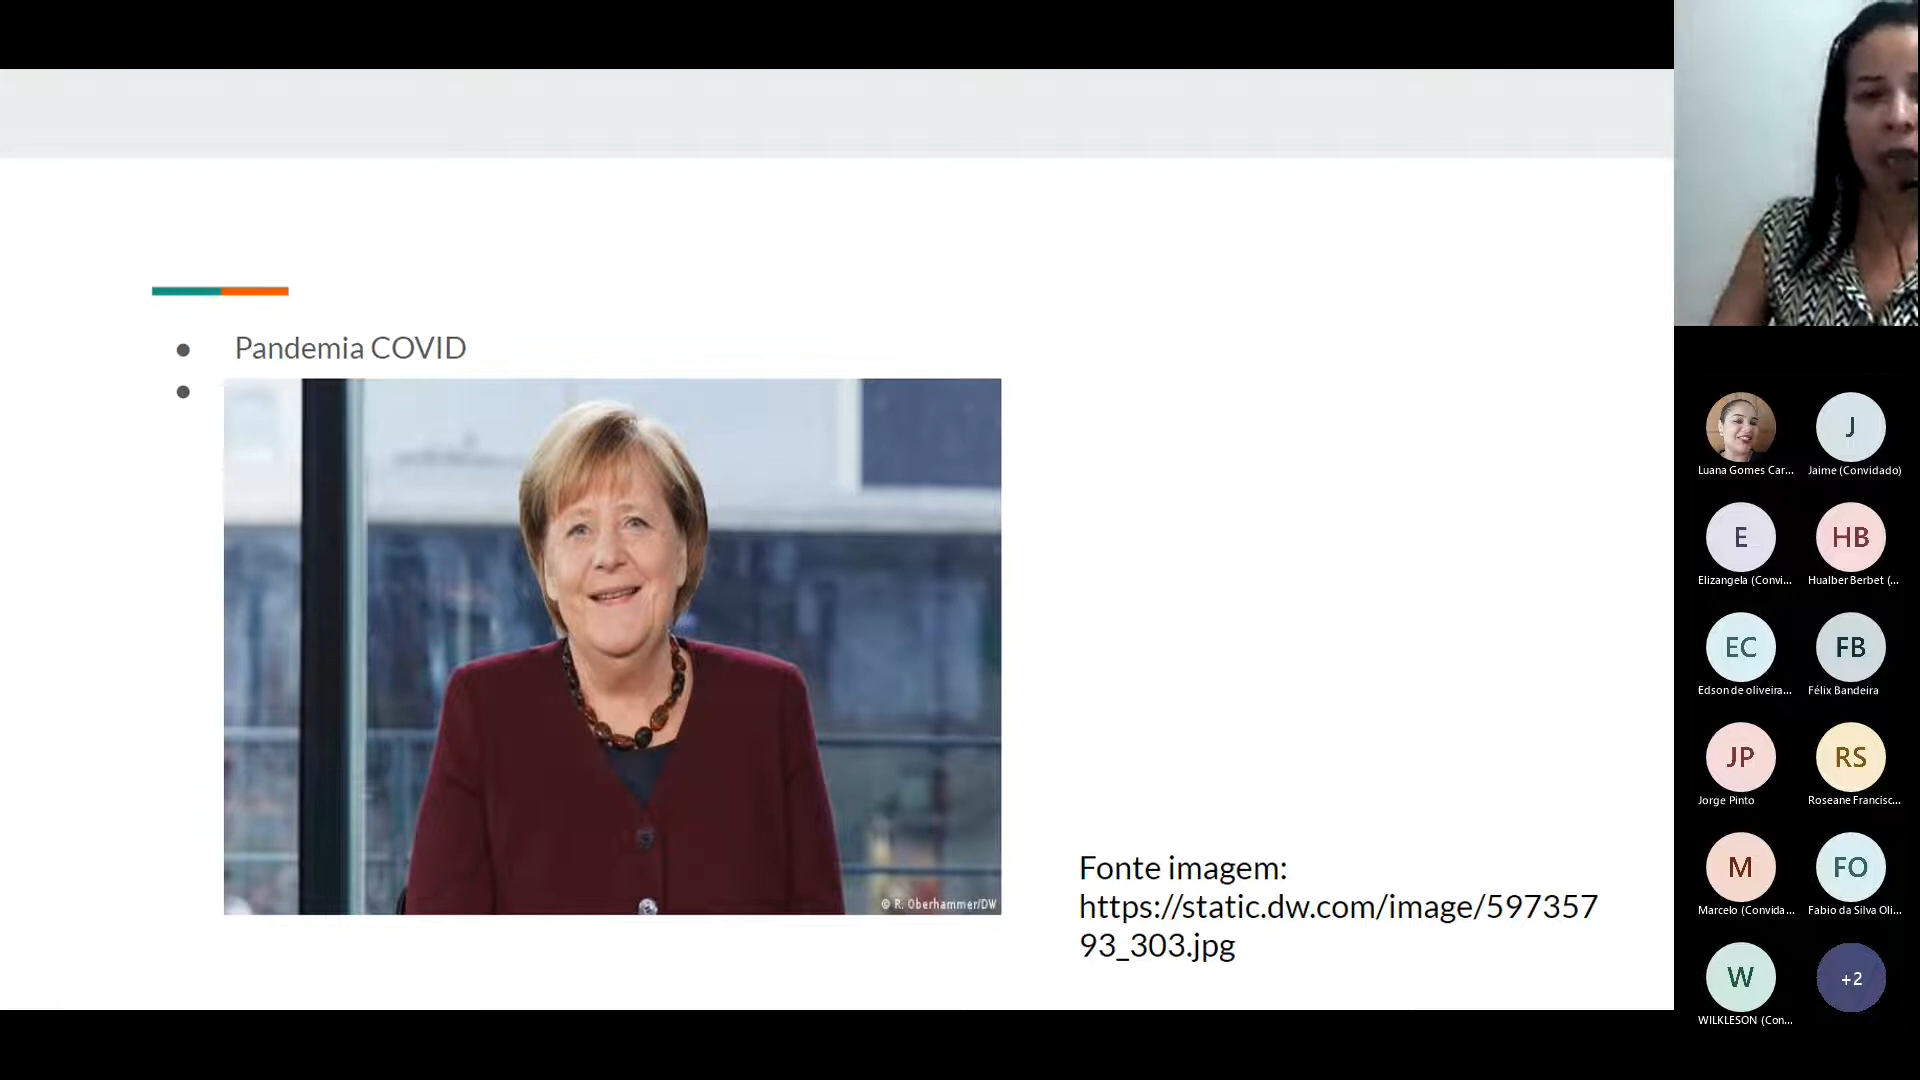 Pandemia COVID
© R. Oberhammer/DW
Fonte imagem:
https://static.dw.com/image/597357
93_303.jpg
Luana Gomes Car...
J
Jaime (Convidado)
E
Elizangela (Convi...
HB
Hualber Berbet (...
EC
Edson de oliveira...
FB
Félix Bandeira
JP
Jorge Pinto
RS
Roseane Francisc...
M
Marcelo (Convida...
FO
Fabio da Silva Oli...
W
WILKLESON (Con...
+2